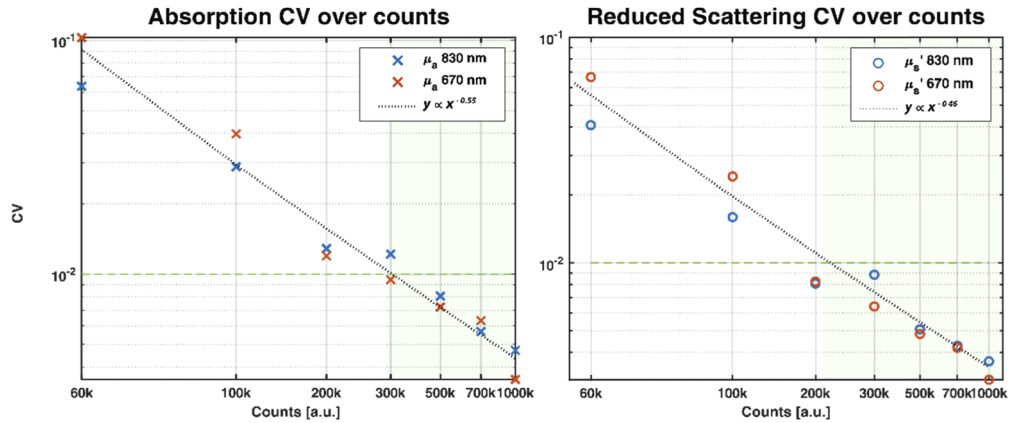 Absorption CV over counts
CV
10⁻¹
10⁻²
μₐ 830 nm
μₐ 670 nm
y ∝ x⁻⁰·⁵⁵
60k 100k 200k 300k 500k 700k 1000k
Counts [a.u.]
Reduced Scattering CV over counts
10⁻¹
10⁻²
μₛ' 830 nm
μₛ' 670 nm
y ∝ x⁻⁰⁴⁶
60k 100k 200k 300k 500k 700k 1000k
Counts [a.u.]